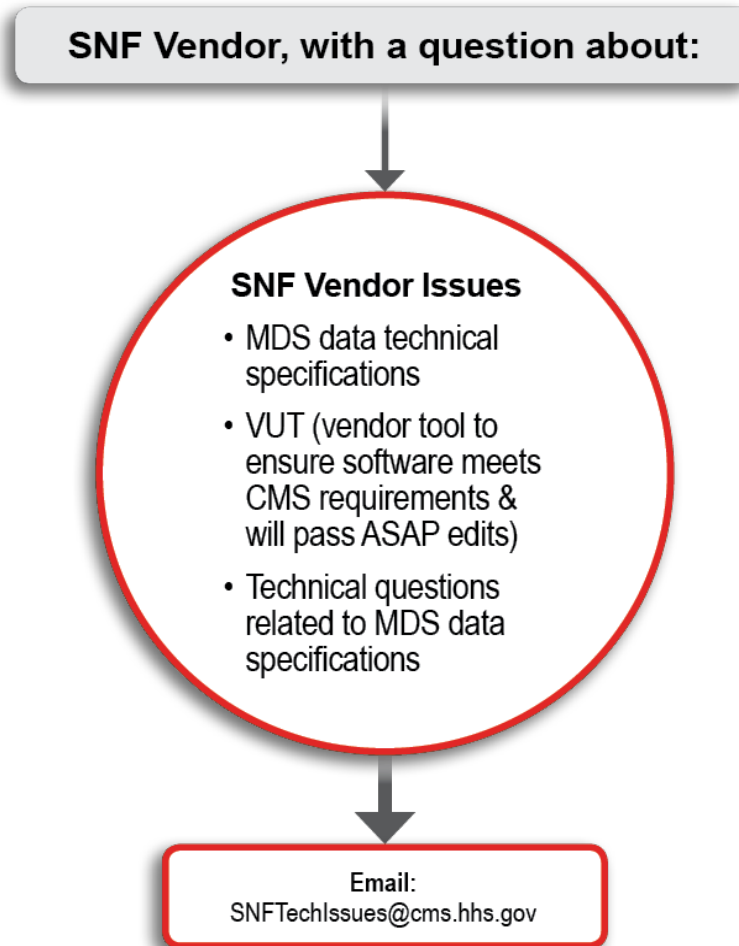 SNF Vendor, with a question about:
SNF Vendor Issues
• MDS data technical
specifications
• VUT (vendor tool to
ensure software meets
CMS requirements &
will pass ASAP edits)
• Technical questions
related to MDS data
specifications
Email:
SNFTechIssues@cms.hhs.gov